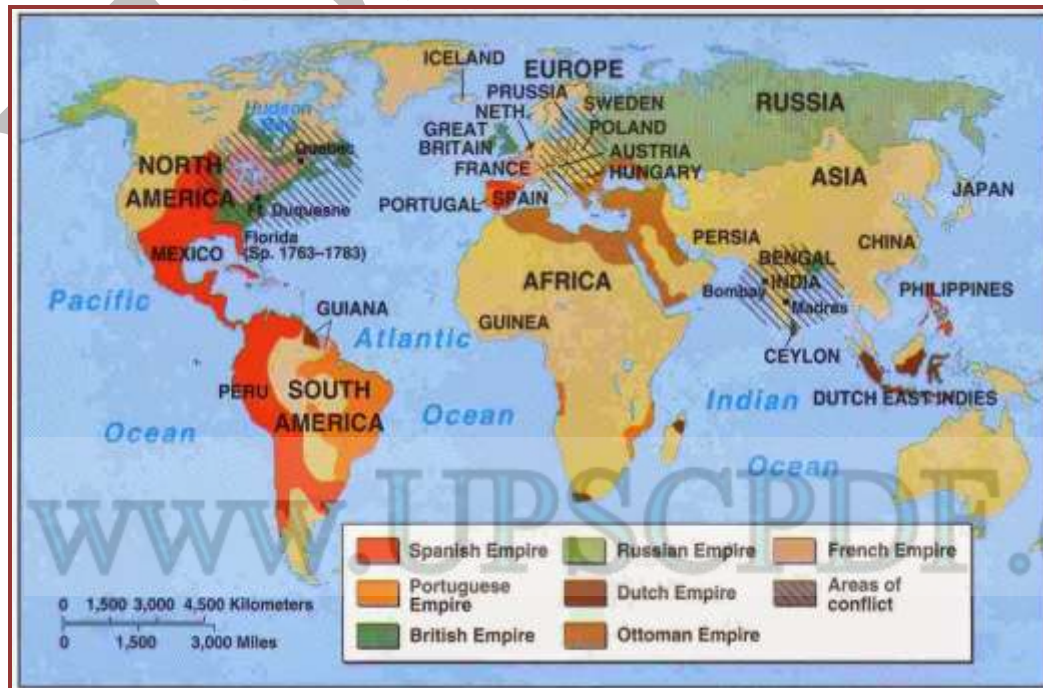 ICELAND
EUROPE
PRUSSIA
NETH.
SWEDEN
RUSSIA
Hudson
Bay
GREAT
BRITAIN
POLAND
Quebec
NORTH
AMERICA
FRANCE
AUSTRIA
HUNGARY
ASIA
JAPAN
Ft. Duquesne
PORTUGAL
SPAIN
Florida
(Sp. 1763–1783)
MEXICO
PERSIA
CHINA
BENGAL
INDIA
Bombay
Madras
PHILIPPINES
AFRICA
Pacific
GUIANA
Atlantic
GUINEA
CEYLON
PERU
SOUTH
AMERICA
Indian
DUTCH EAST INDIES
Ocean
Ocean
Ocean
www.UPSCPDF.
Spanish Empire
Portuguese
Empire
British Empire
Russian Empire
Dutch Empire
Ottoman Empire
French Empire
Areas of
conflict
0 1,500 3,000 4,500 Kilometers
0 1,500 3,000 Miles